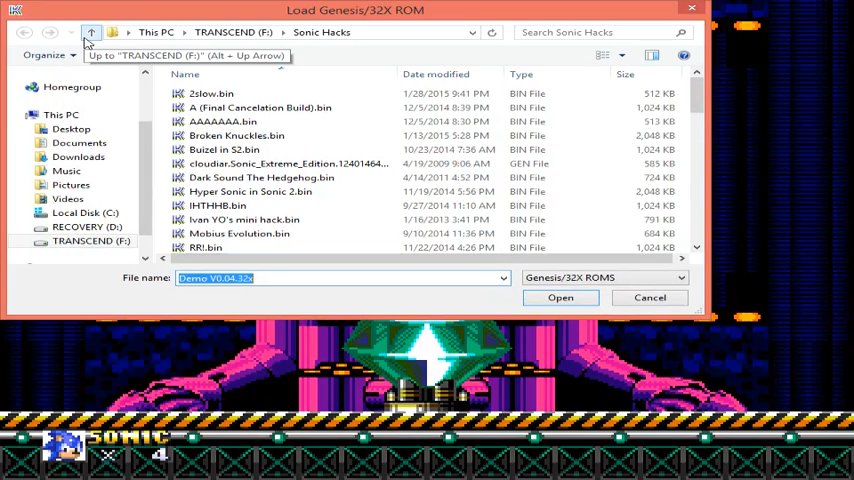 Load Genesis/32X ROM
This PC TRANSCEND (F:) Sonic Hacks Search Sonic Hacks
Organize
Up to "TRANSCEND (F:)" (Alt + Up Arrow)
Homegroup
This PC
Desktop
Documents
Downloads
Music
Pictures
Videos
Local Disk (C:)
RECOVERY (D:)
TRANSCEND (F:)
Name Date modified Type Size
2slow.bin 1/28/2015 9:41 PM BIN File 512 KB
A (Final Cancelation Build).bin 12/5/2014 8:39 PM BIN File 1,024 KB
AAAAAAA.bin 12/5/2014 4:52 PM BIN File 513 KB
Broken Knuckles.bin 1/13/2015 5:28 PM BIN File 2,048 KB
Buizel in S2.bin 10/23/2014 7:36 AM BIN File 1,024 KB
cloudiar.Sonic_Extreme_Edition.12401464... 4/19/2009 9:06 AM GEN File 585 KB
Dark Sound The Hedgehog.bin 4/14/2011 4:52 PM BIN File 724 KB
Hyper Sonic in Sonic 2.bin 11/19/2014 5:56 PM BIN File 2,048 KB
IHTHHB.bin 9/27/2014 11:10 AM BIN File 1,024 KB
Ivan YO's mini hack.bin 1/16/2013 3:41 PM BIN File 791 KB
Mobius Evolution.bin 9/10/2014 11:36 PM BIN File 1,024 KB
RR!.bin 11/22/2014 4:26 PM BIN File 1,024 KB
File name: Demo V0.04.32x Genesis/32X ROMS
Open Cancel
SONIC
x 4